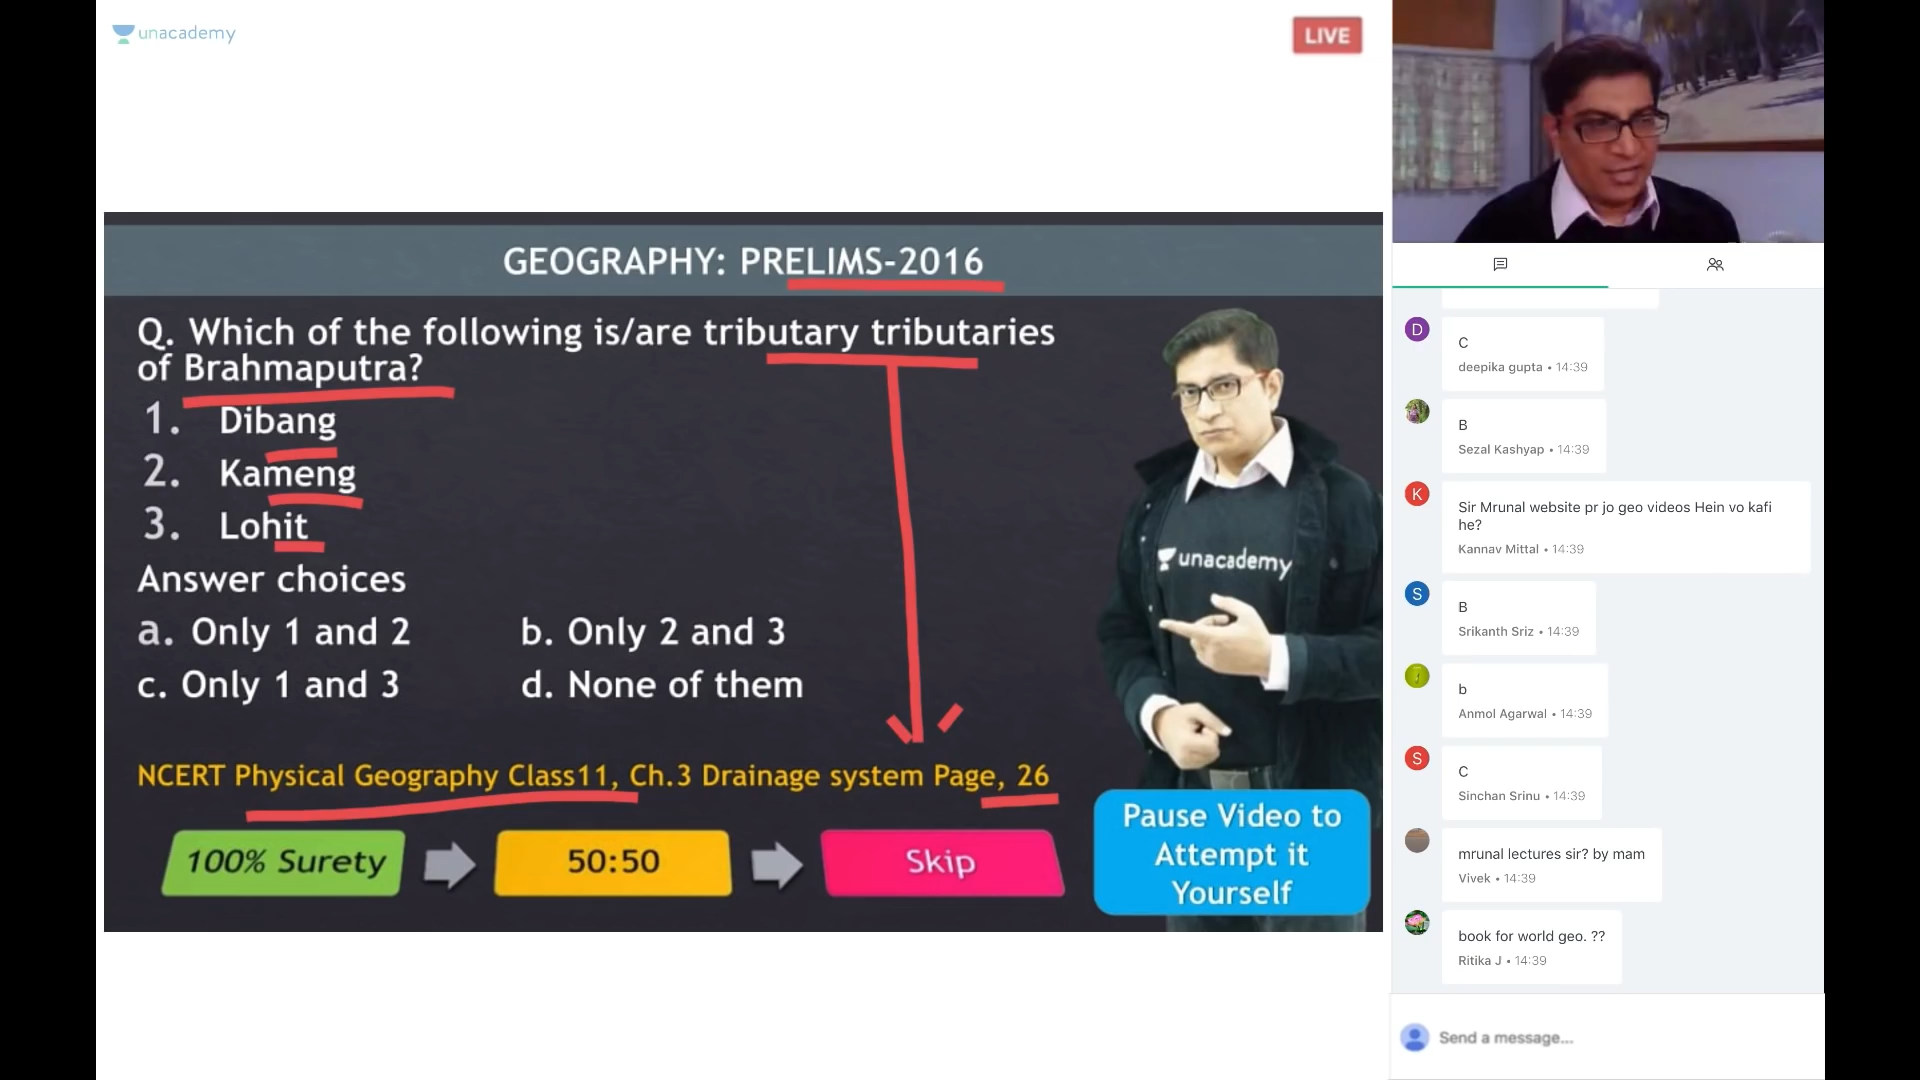 unacademy
LIVE
GEOGRAPHY: PRELIMS-2016
Q. Which of the following is/are tributary tributaries
of Brahmaputra?
1. Dibang
2. Kameng
3. Lohit
Answer choices
a. Only 1 and 2
b. Only 2 and 3
c. Only 1 and 3
d. None of them
NCERT Physical Geography Class11, Ch.3 Drainage system Page, 26
100% Surety
50:50
Skip
unacademy
Pause Video to
Attempt it
Yourself
D
C
deepika gupta • 14:39
B
Sezal Kashyap • 14:39
K
Sir Mrunal website pr jo geo videos Hein vo kafi
he?
Kannav Mittal • 14:39
S
B
Srikanth Sriz • 14:39
b
Anmol Agarwal • 14:39
S
C
Sinchan Srinu • 14:39
mrunal lectures sir? by mam
Vivek • 14:39
book for world geo. ??
Ritika J • 14:39
Send a message...